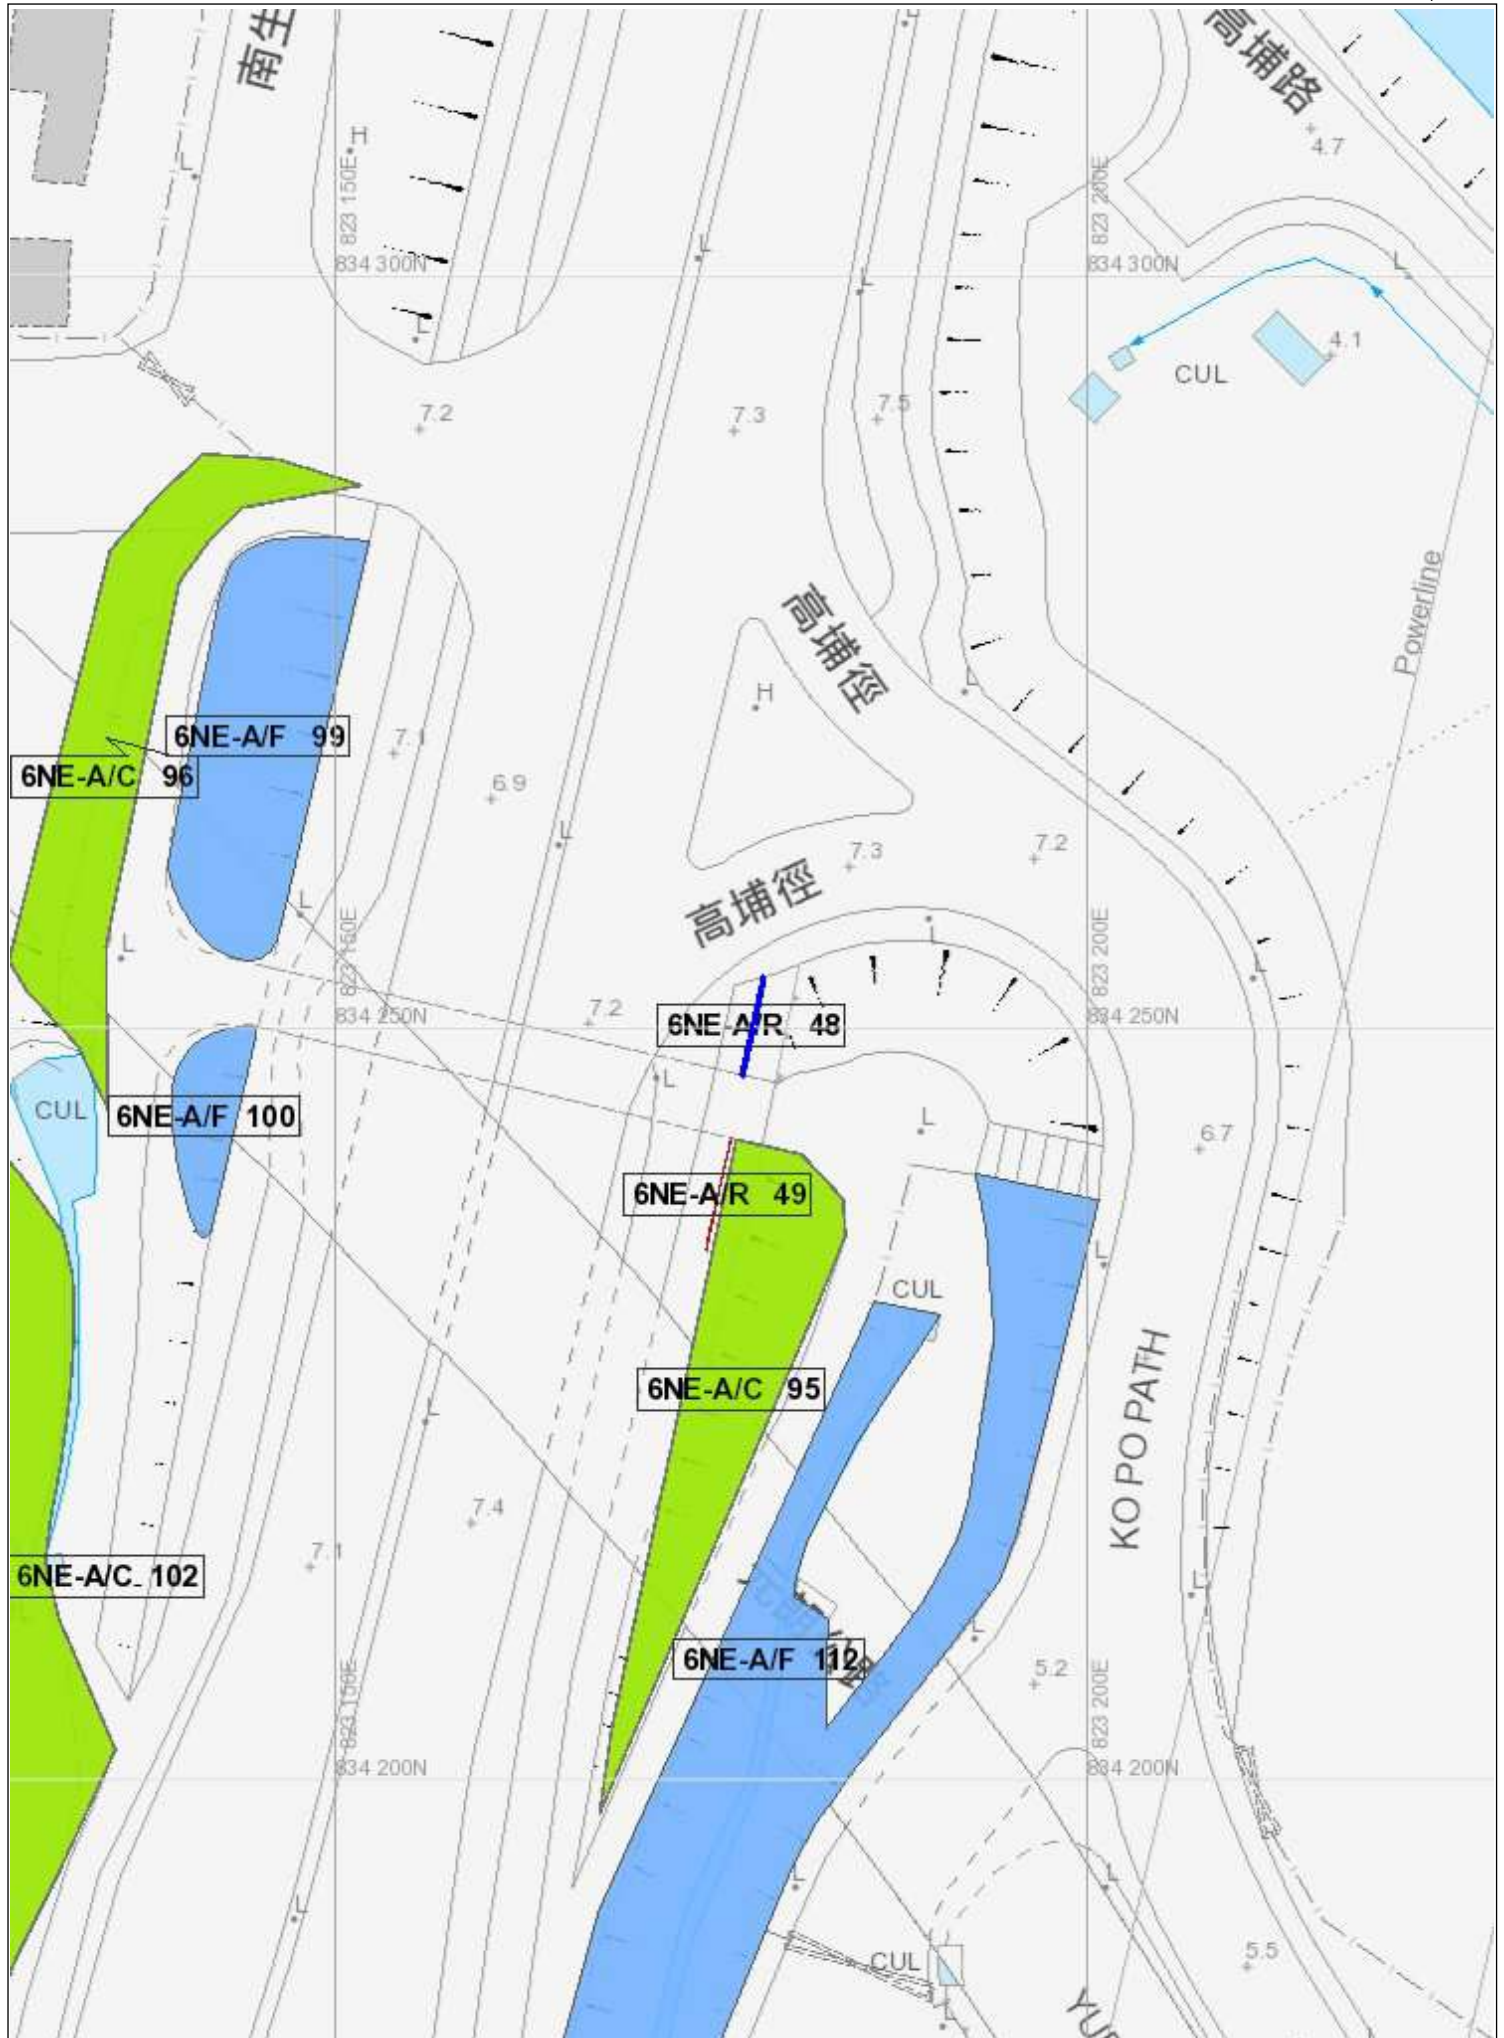 南生
高埔路
H
823 150E
823 200E
4.7
L
L
834 300N
834 300N
L
L
L
4.1
CUL
7.2
7.3
7.5
Powerline
高埔徑
L
H
6NE-A/F 99
7.1
6NE-A/C 96
6.9
L
7.3
7.2
高埔徑
L
L
L
L
823 150E
823 200E
7.2
6NE-A/R 48
834 250N
834 250N
L
CUL
6NE-A/F 100
L
6.7
6NE-A/R 49
L
CUL
KO PO PATH
6NE-A/C 95
L
7.4
7.1
6NE-A/C 102
L
L
6NE-A/F 112
5.2
823 150E
823 200E
834 200N
834 200N
L
L
L
CUL
5.5
L